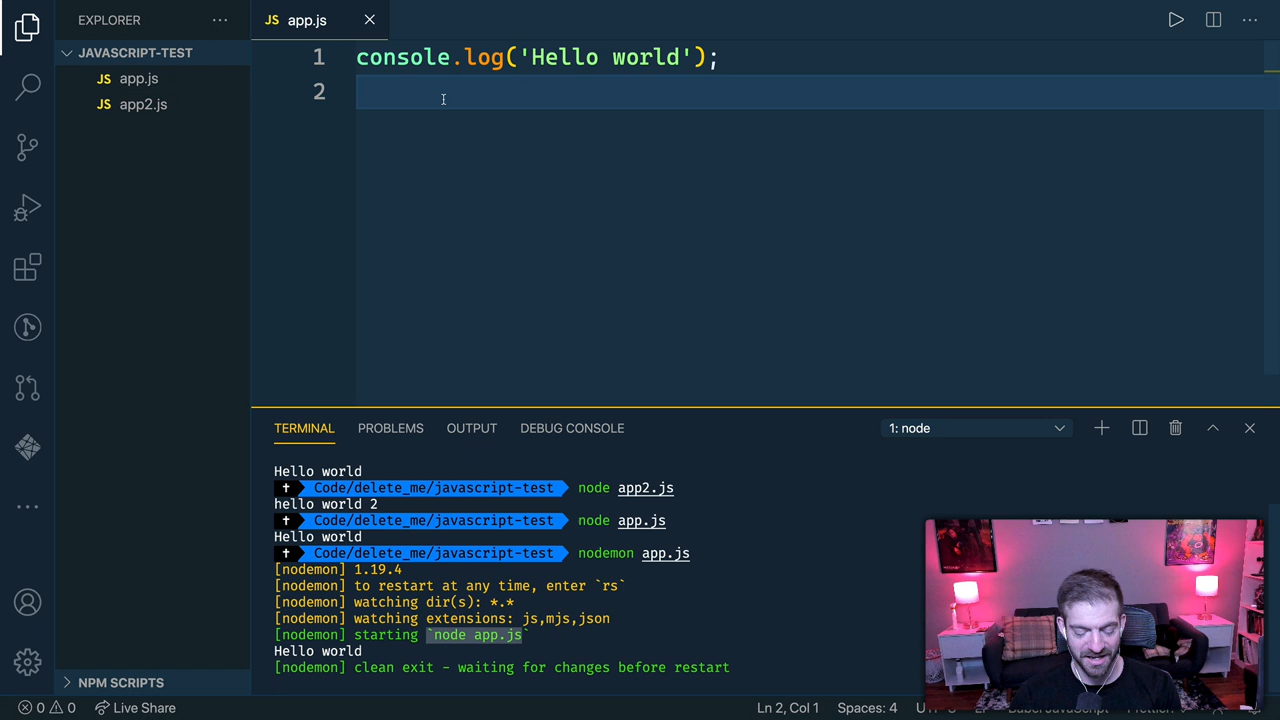 EXPLORER
JAVASCRIPT-TEST
JS app.js
JS app2.js
NPM SCRIPTS
JS app.js
1 console.log('Hello world');
2
TERMINAL PROBLEMS OUTPUT DEBUG CONSOLE 1: node
Hello world
Code/delete_me/javascript-test node app2.js
hello world 2
Code/delete_me/javascript-test node app.js
Hello world
Code/delete_me/javascript-test nodemon app.js
[nodemon] 1.19.4
[nodemon] to restart at any time, enter `rs`
[nodemon] watching dir(s): *.*
[nodemon] watching extensions: js,mjs,json
[nodemon] starting `node app.js`
Hello world
[nodemon] clean exit - waiting for changes before restart
0 0 Live Share Ln 2, Col 1 Spaces: 4